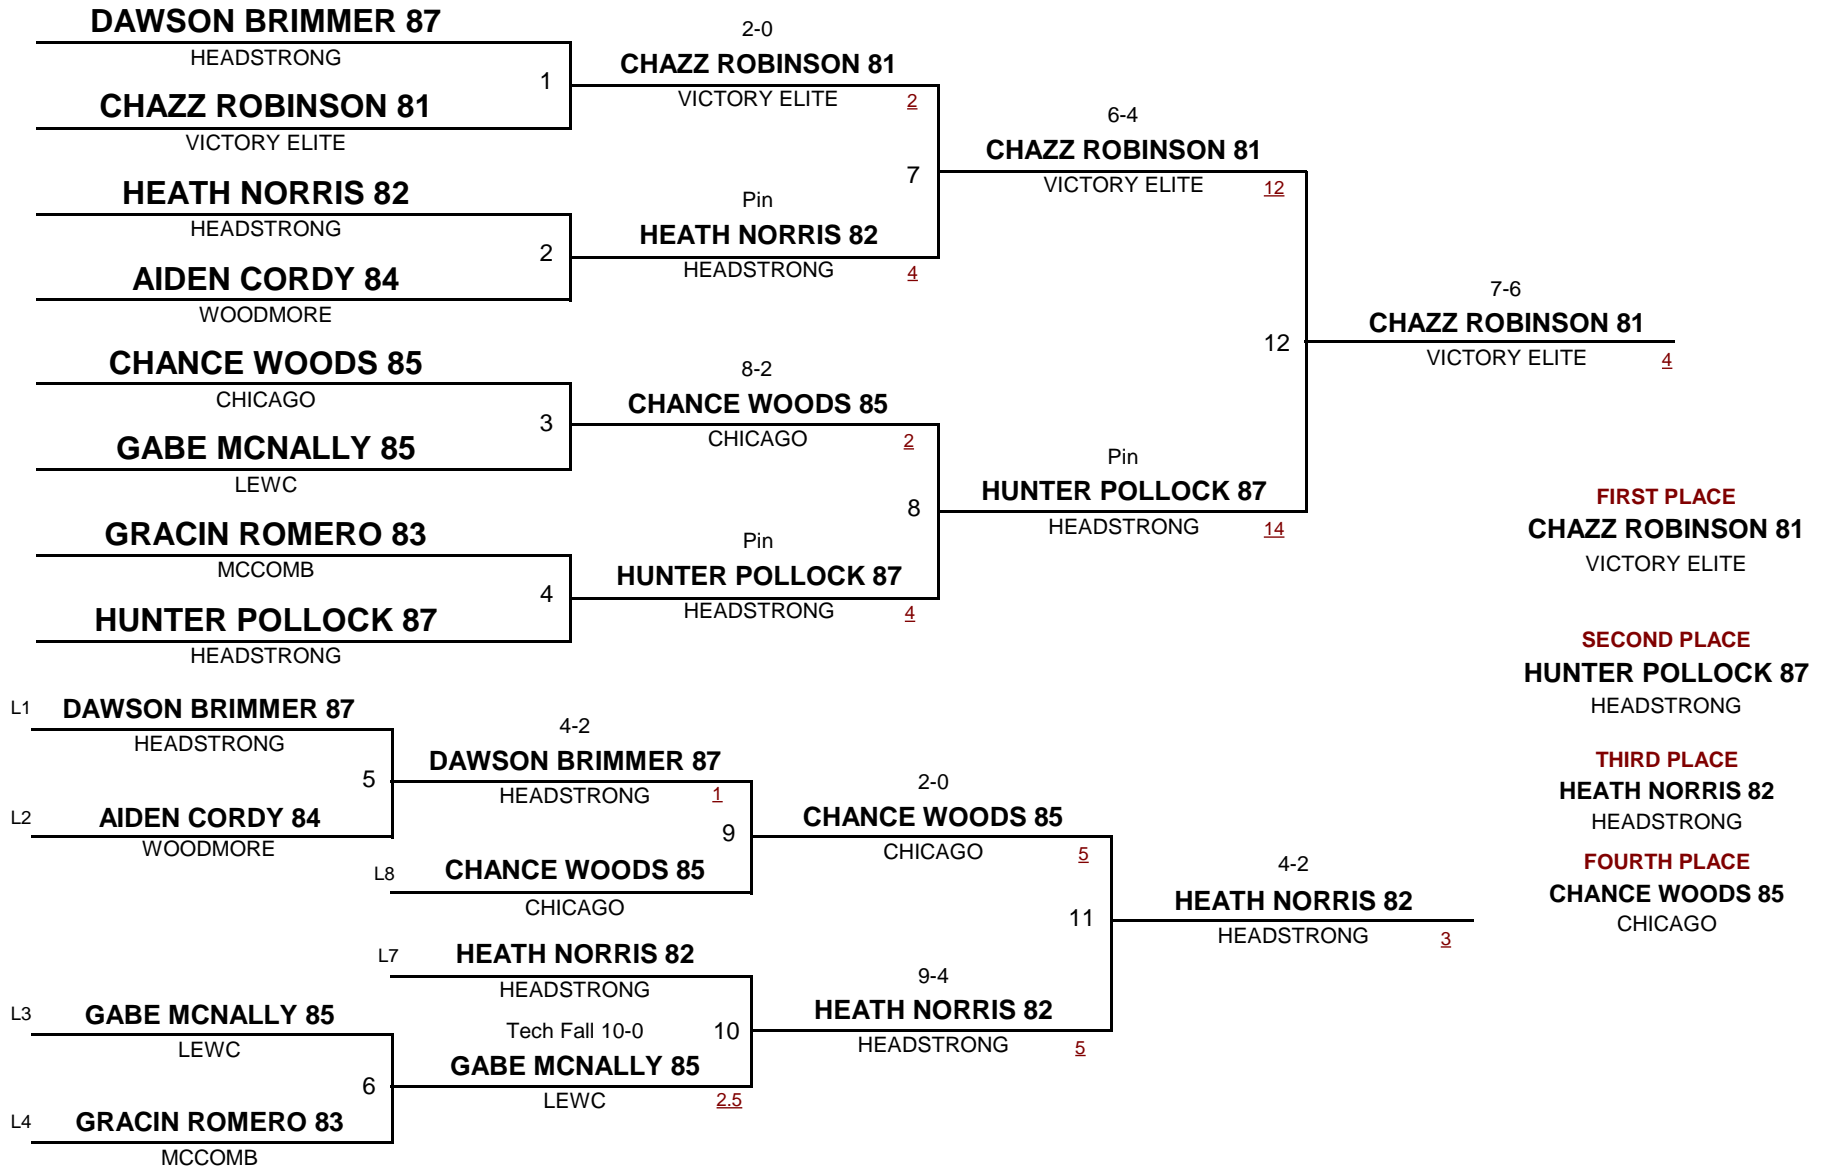 DAWSON BRIMMER 87
HEADSTRONG
1
CHAZZ ROBINSON 81
VICTORY ELITE
HEATH NORRIS 82
HEADSTRONG
2
AIDEN CORDY 84
WOODMORE
CHANCE WOODS 85
CHICAGO
3
GABE MCNALLY 85
LEWC
GRACIN ROMERO 83
MCCOMB
4
HUNTER POLLOCK 87
HEADSTRONG
2-0
CHAZZ ROBINSON 81
VICTORY ELITE 2
7
Pin
HEATH NORRIS 82
HEADSTRONG 4
8-2
CHANCE WOODS 85
CHICAGO 2
8
Pin
HUNTER POLLOCK 87
HEADSTRONG 4
6-4
CHAZZ ROBINSON 81
VICTORY ELITE 12
12
Pin
HUNTER POLLOCK 87
HEADSTRONG 14
7-6
CHAZZ ROBINSON 81
VICTORY ELITE 4
L1 DAWSON BRIMMER 87
HEADSTRONG
5
L2 AIDEN CORDY 84
WOODMORE
L3 GABE MCNALLY 85
LEWC
6
L4 GRACIN ROMERO 83
MCCOMB
4-2
DAWSON BRIMMER 87
HEADSTRONG 1
9
L8 CHANCE WOODS 85
CHICAGO
L7 HEATH NORRIS 82
HEADSTRONG
Tech Fall 10-0 10
GABE MCNALLY 85
LEWC 2.5
2-0
CHANCE WOODS 85
CHICAGO 5
11
9-4
HEATH NORRIS 82
HEADSTRONG 5
4-2
HEATH NORRIS 82
HEADSTRONG 3
FIRST PLACE
CHAZZ ROBINSON 81
VICTORY ELITE
SECOND PLACE
HUNTER POLLOCK 87
HEADSTRONG
THIRD PLACE
HEATH NORRIS 82
HEADSTRONG
FOURTH PLACE
CHANCE WOODS 85
CHICAGO